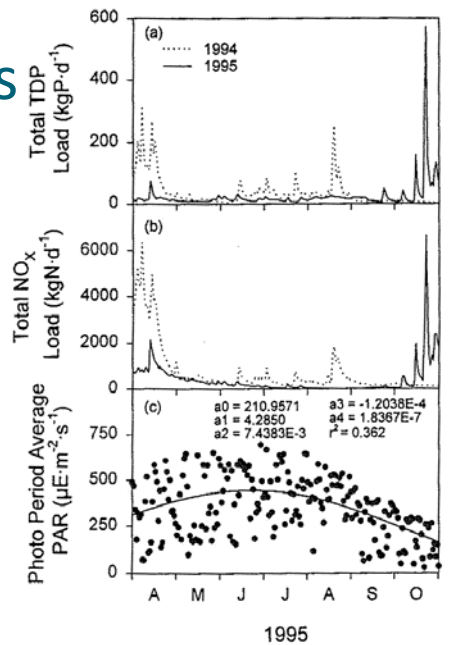 s
(a)
1994
1995
Total TDP
Load (kgP·d⁻¹)
600
400
200
0
(b)
Total NOₓ
Load (kgN·d⁻¹)
6000
4000
2000
0
(c)
a0 = 210.9571
a1 = 4.2850
a2 = 7.4383E-3
a3 = -1.2038E-4
a4 = 1.8367E-7
r² = 0.362
Photo Period Average
PAR (µE·m⁻²·s⁻¹)
750
500
250
0
A M J J A S O
1995